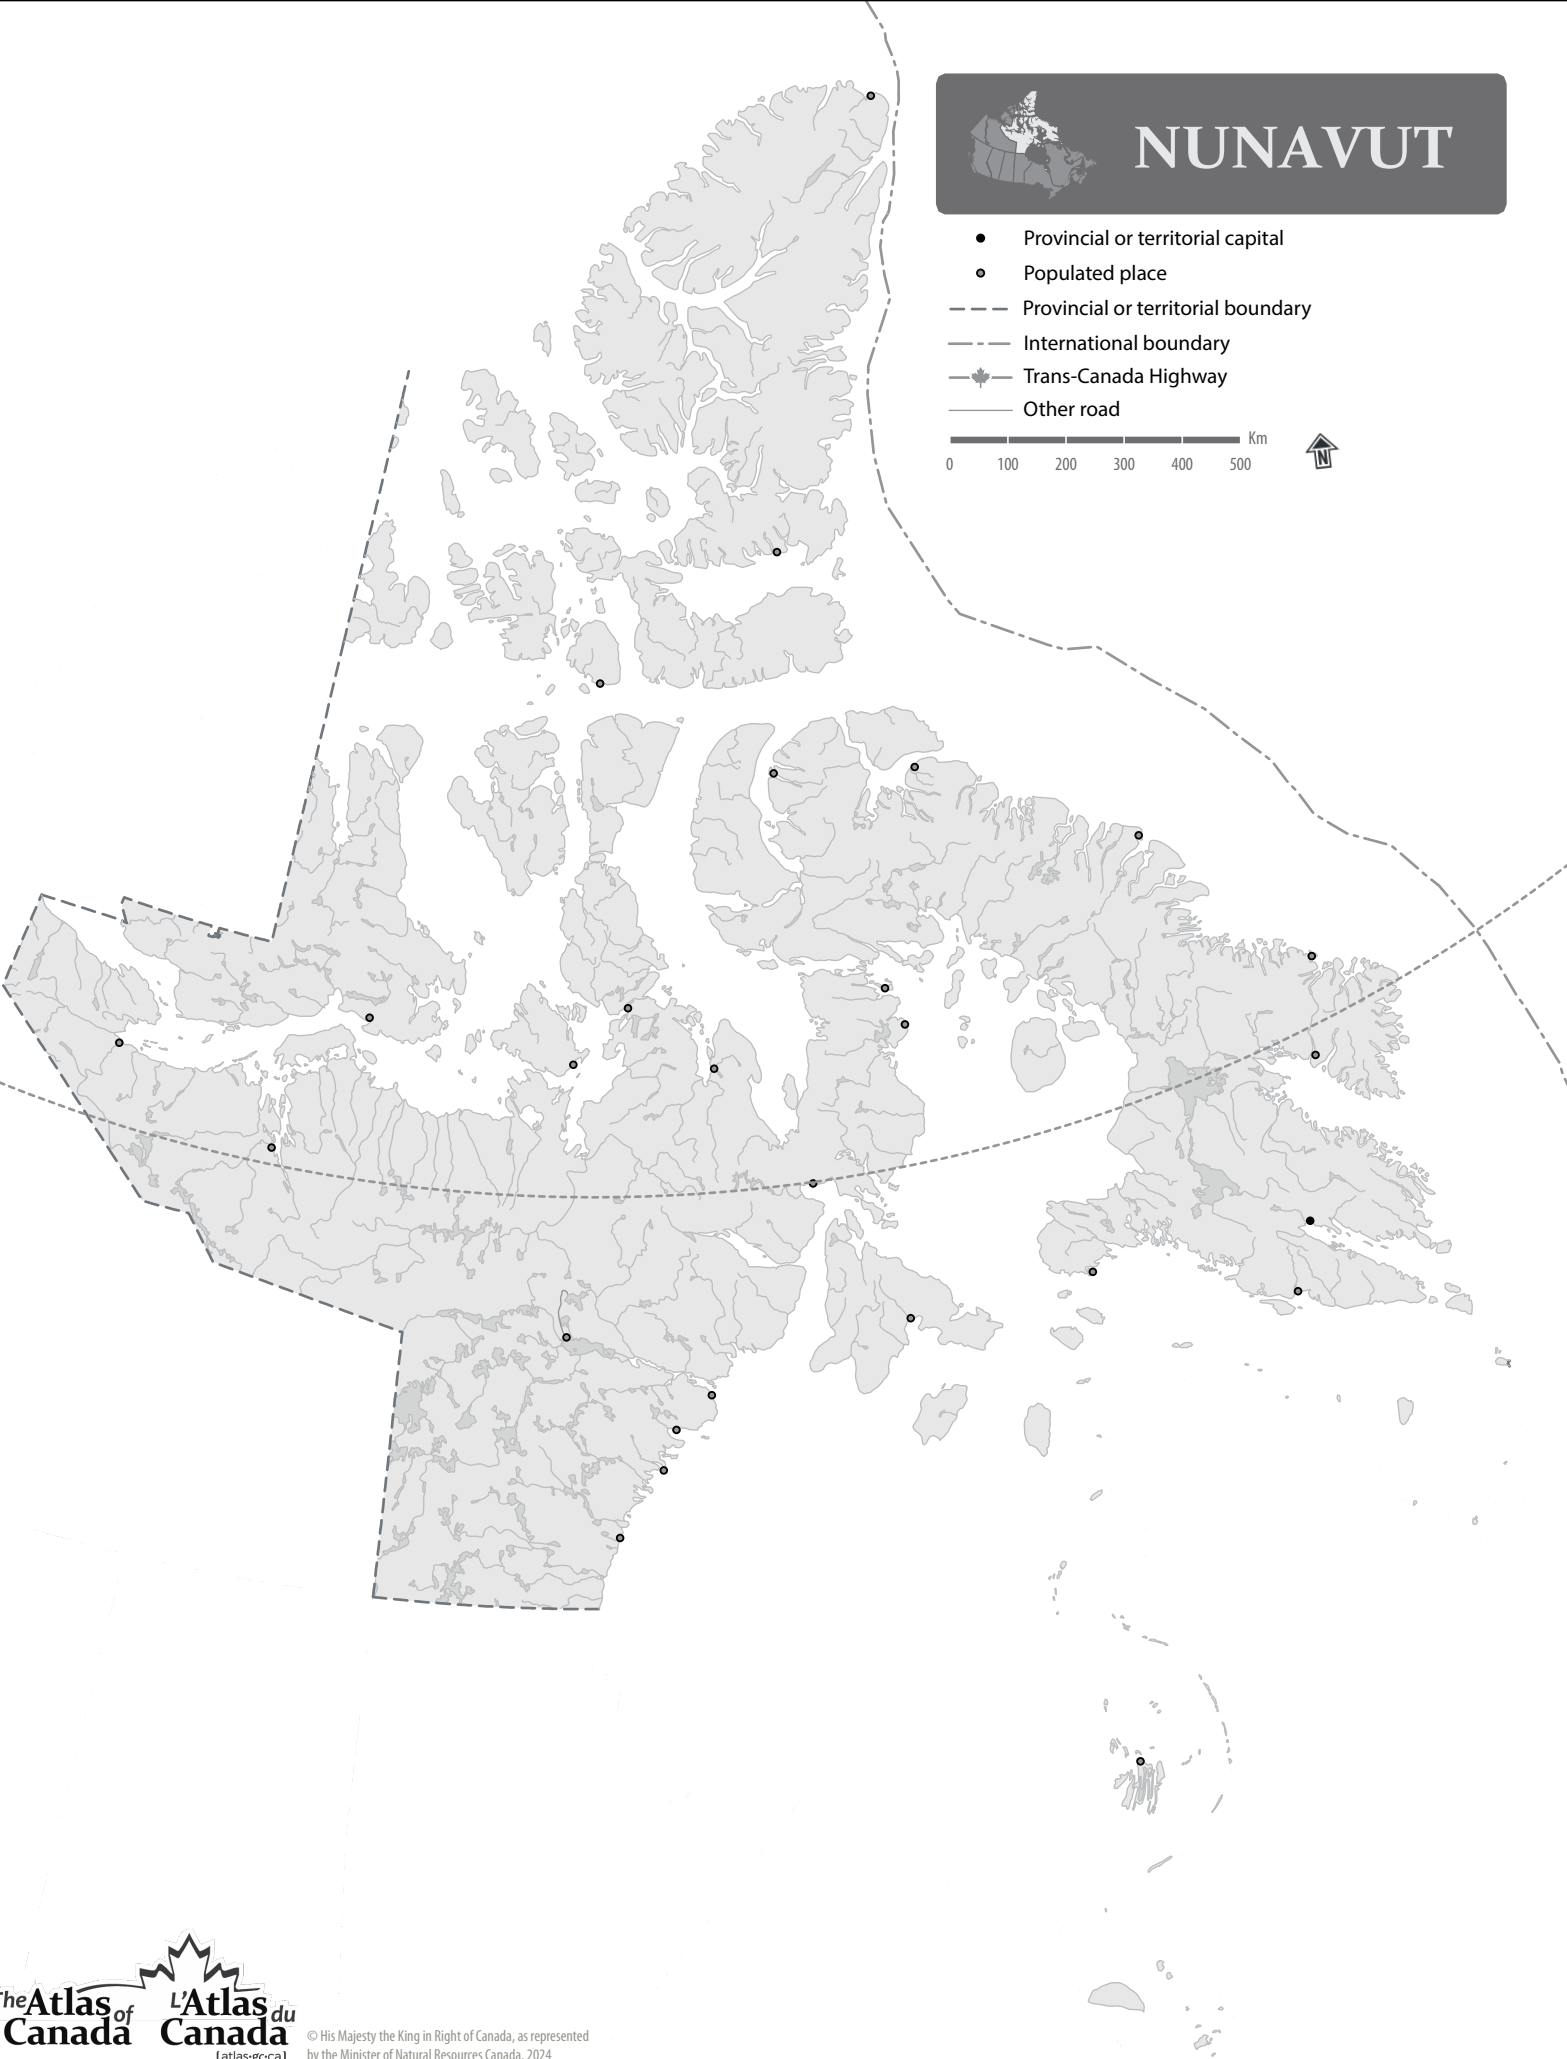 NUNAVUT
Provincial or territorial capital
Populated place
Provincial or territorial boundary
International boundary
Trans-Canada Highway
Other road
Km
0 100 200 300 400 500
N
The Atlas of Canada
L'Atlas du Canada
[atlas.gc.ca]
© His Majesty the King in Right of Canada, as represented
by the Minister of Natural Resources Canada, 2024